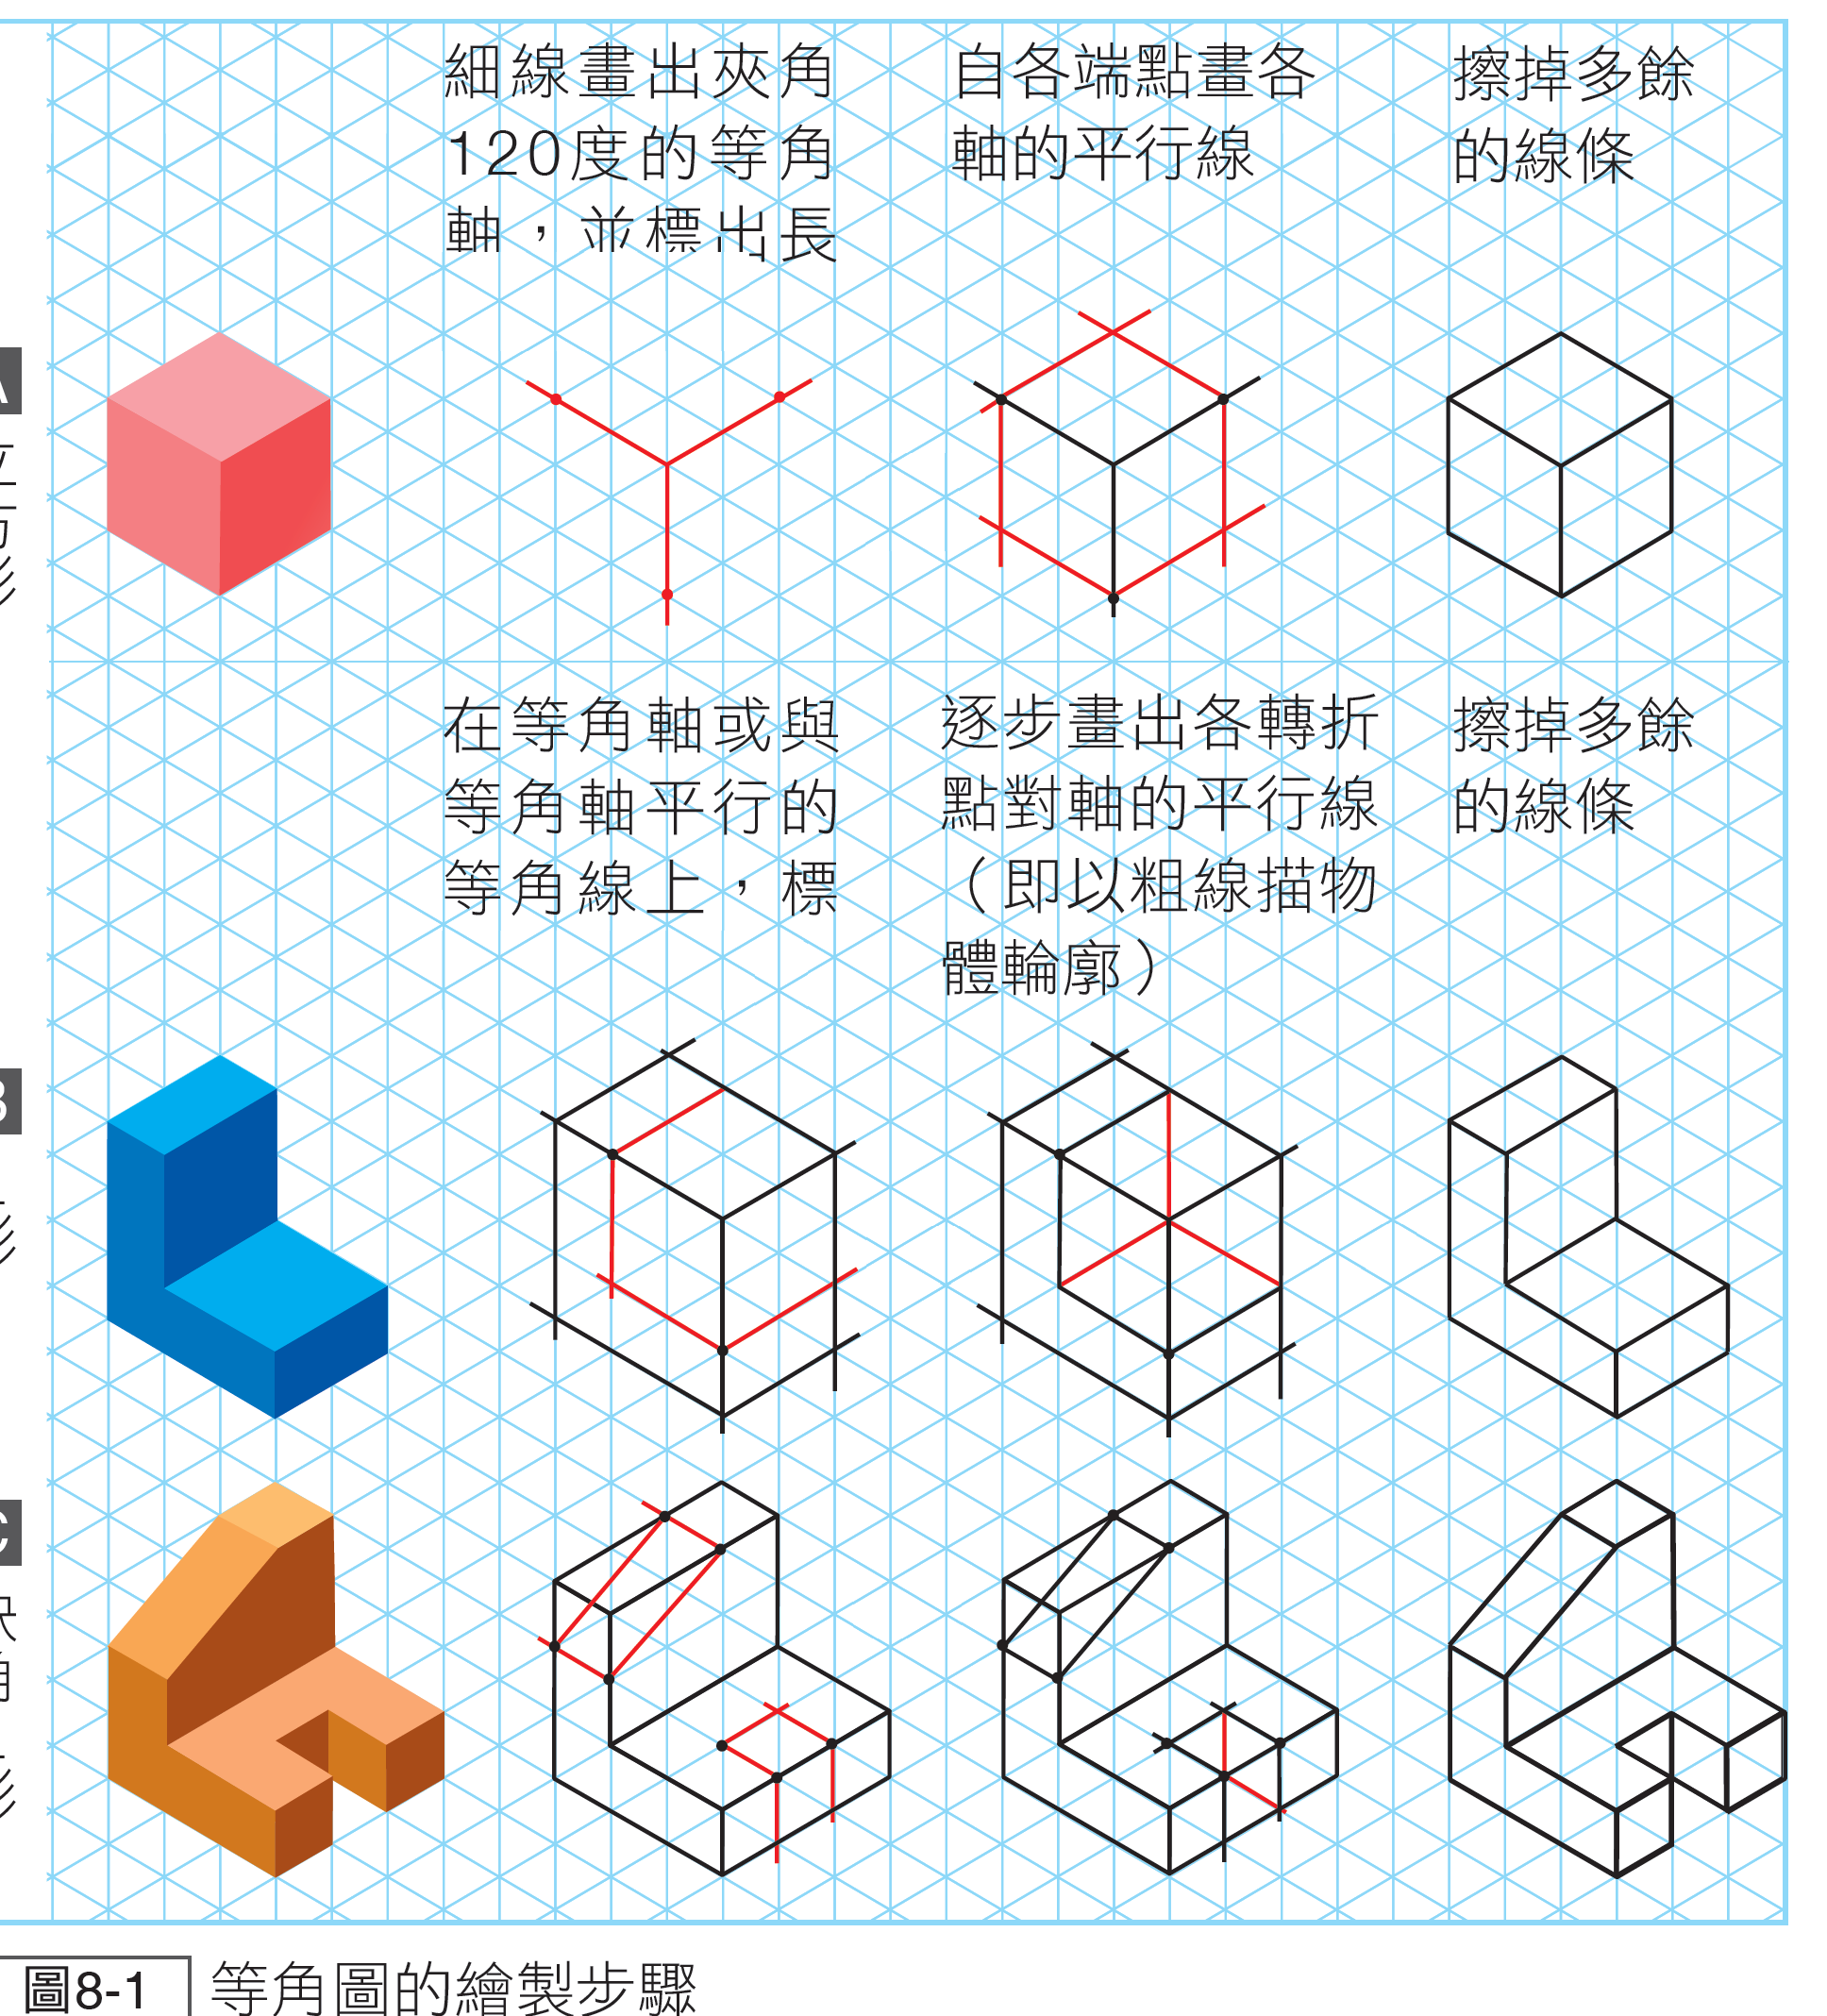 細線畫出夾角
120度的等角
軸，並標出長
自各端點畫各
軸的平行線
擦掉多餘
的線條
A
在等角軸或與
等角軸平行的
等角線上，標
逐步畫出各轉折
點對軸的平行線
（即以粗線描物
體輪廓）
擦掉多餘
的線條
B
C
圖8-1 等角圖的繪製步驟